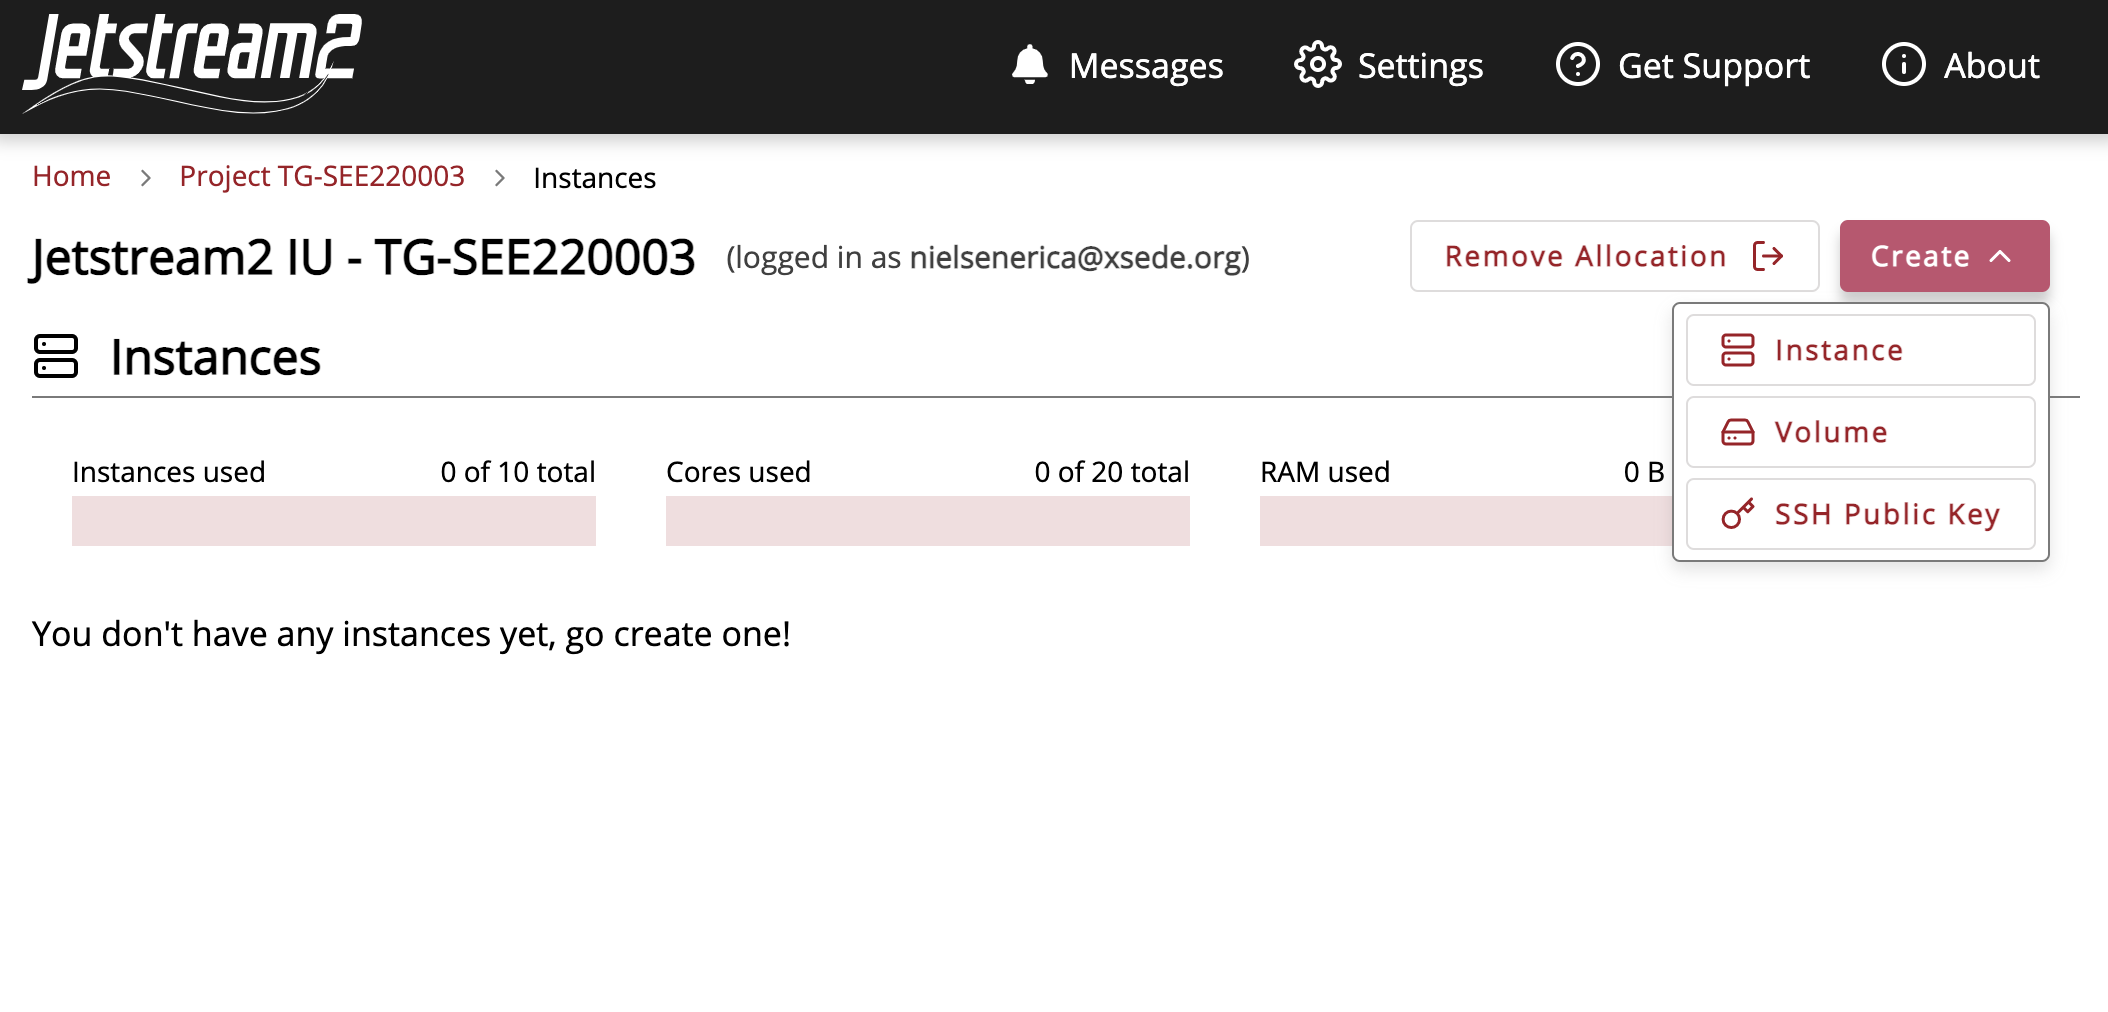 Jetstream2
Messages Settings Get Support About
Home > Project TG-SEE220003 > Instances
Jetstream2 IU - TG-SEE220003 (logged in as nielsenerica@xsede.org) Remove Allocation Create
Instance
Instances
Volume
Instances used 0 of 10 total Cores used 0 of 20 total RAM used 0 B
SSH Public Key
You don't have any instances yet, go create one!